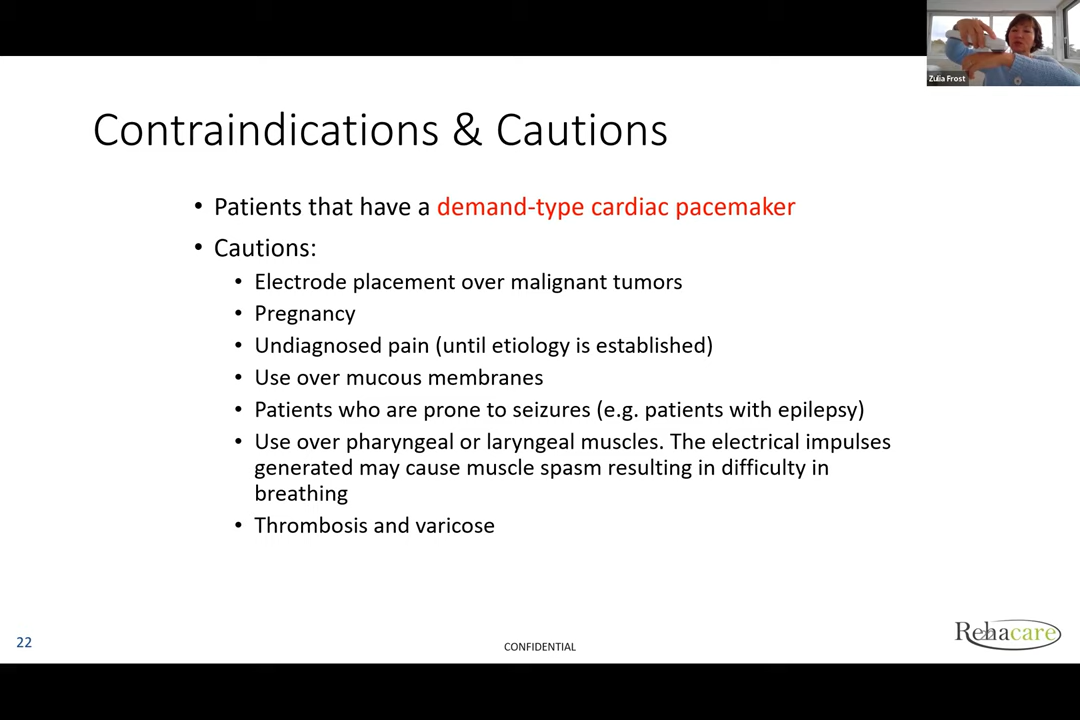 Zulia Frost
Contraindications & Cautions
• Patients that have a demand-type cardiac pacemaker
• Cautions:
• Electrode placement over malignant tumors
• Pregnancy
• Undiagnosed pain (until etiology is established)
• Use over mucous membranes
• Patients who are prone to seizures (e.g. patients with epilepsy)
• Use over pharyngeal or laryngeal muscles. The electrical impulses
generated may cause muscle spasm resulting in difficulty in
breathing
• Thrombosis and varicose
22
CONFIDENTIAL
Rehacare